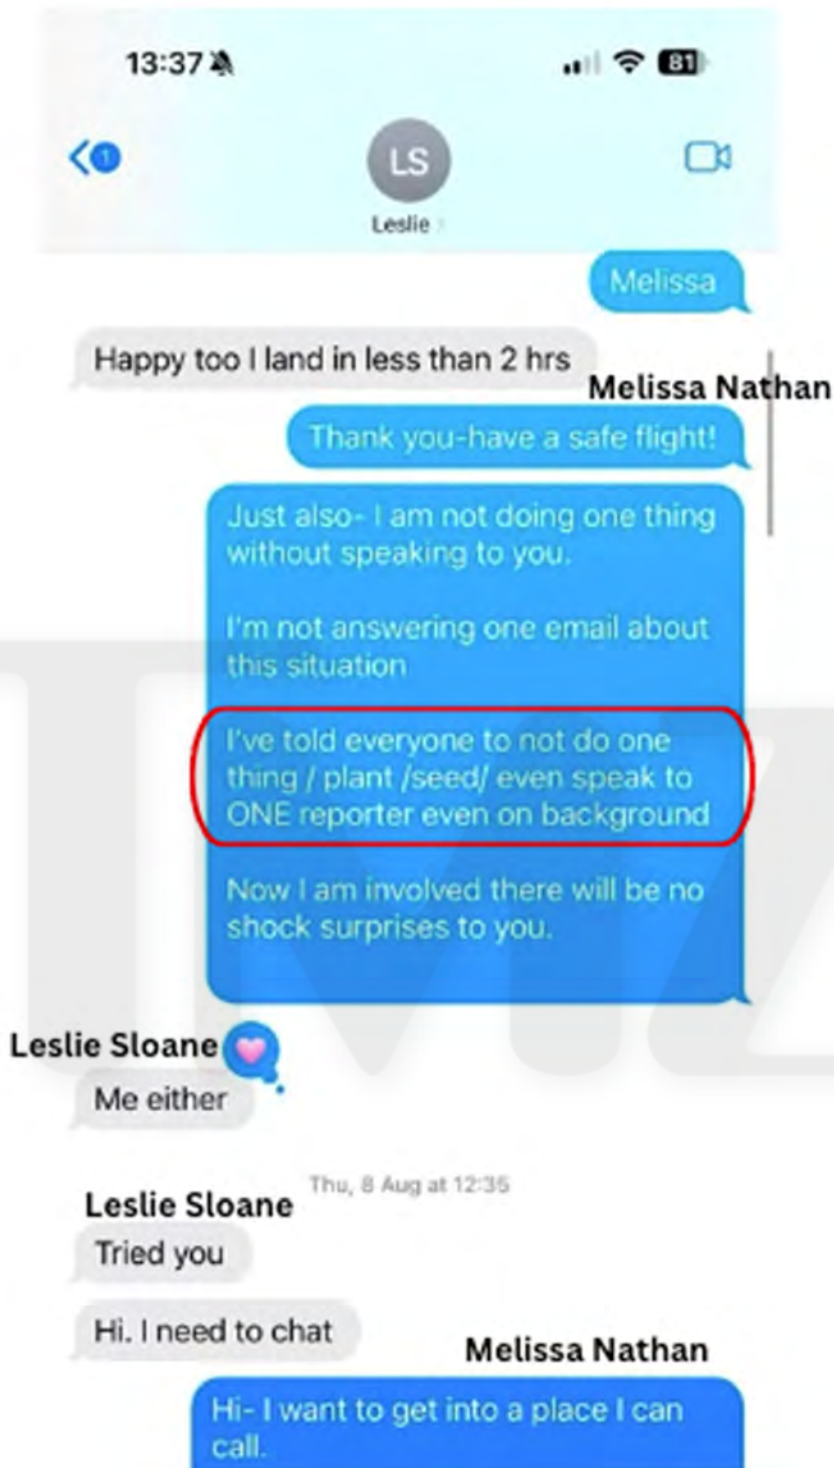 13:37
81
1
LS
Leslie
Melissa
Happy too I land in less than 2 hrs
Melissa Nathan
Thank you-have a safe flight!
Just also- I am not doing one thing
without speaking to you.
I'm not answering one email about
this situation
I've told everyone to not do one
thing / plant /seed/ even speak to
ONE reporter even on background
Now I am involved there will be no
shock surprises to you.
Leslie Sloane
Me either
Thu, 8 Aug at 12:35
Leslie Sloane
Tried you
Hi. I need to chat
Melissa Nathan
Hi- I want to get into a place I can
call.
TMZ